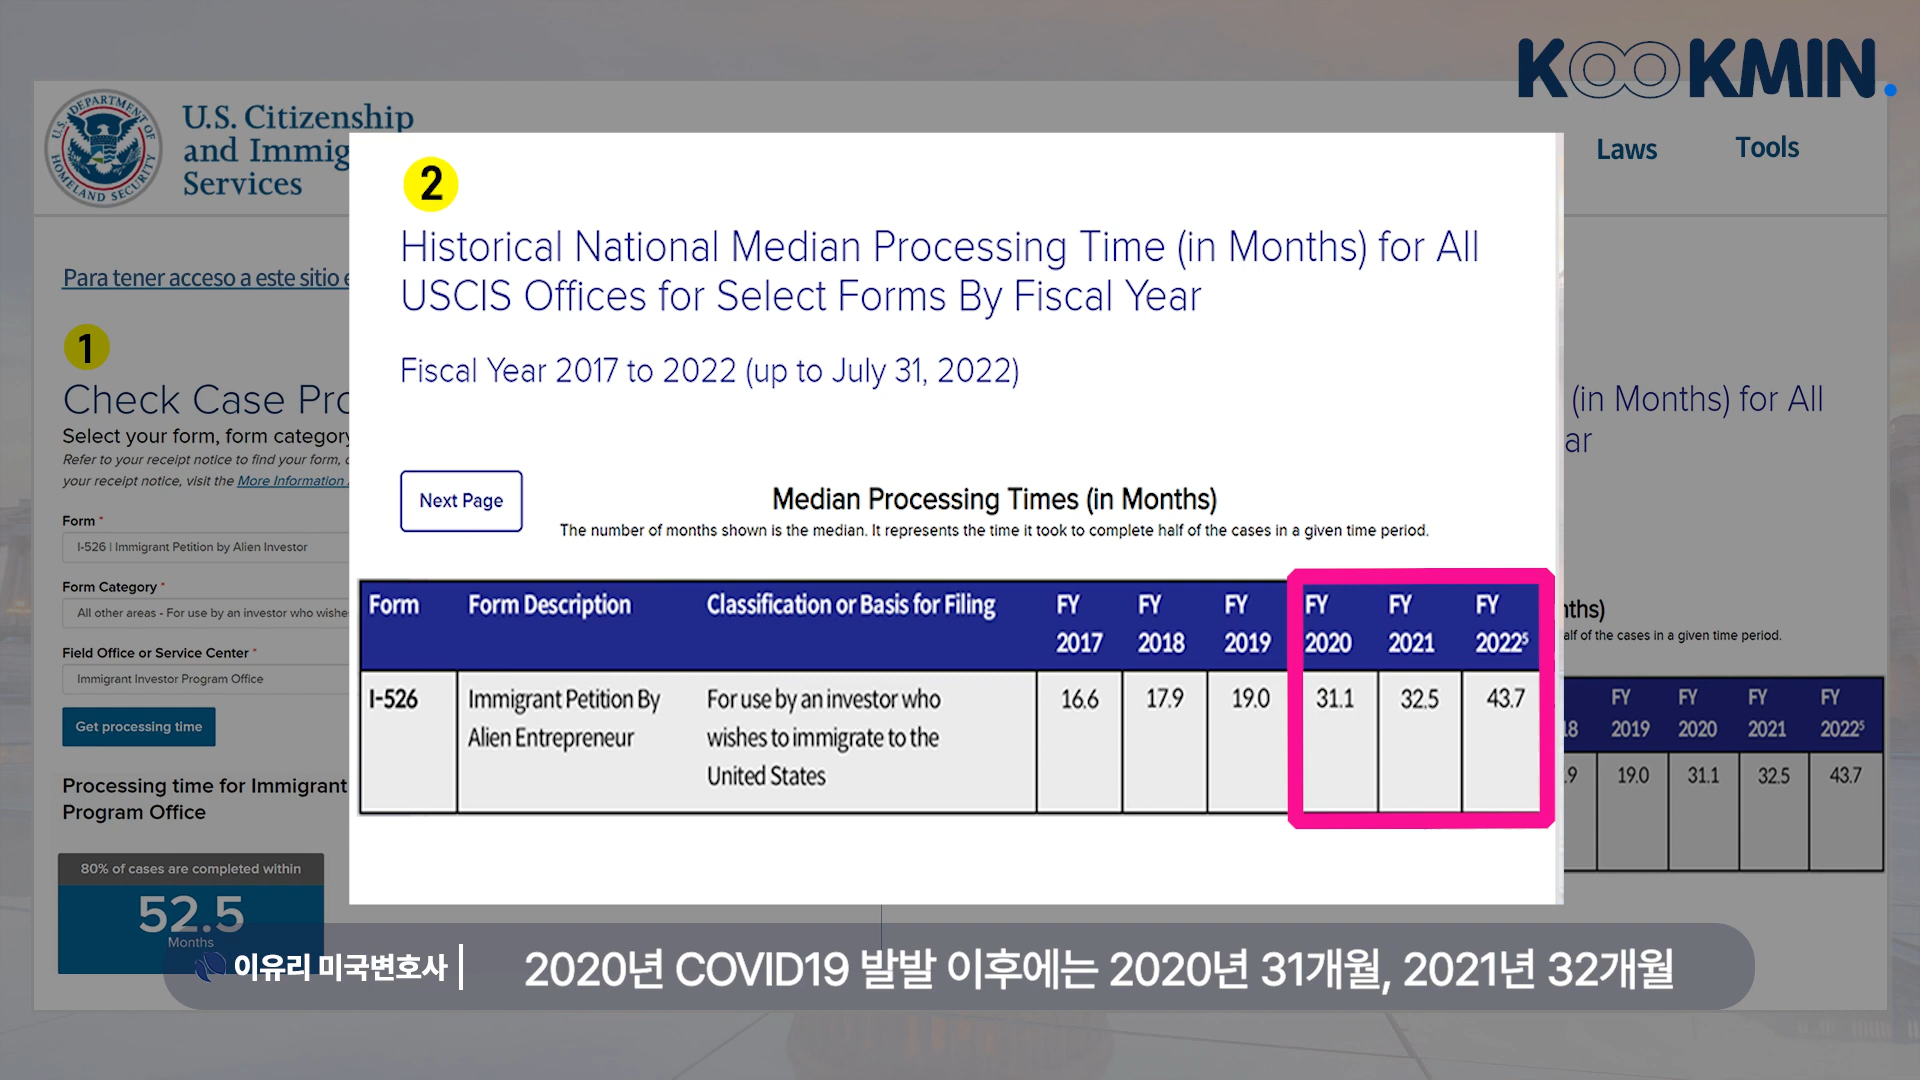 KOOKMIN.
U.S. DEPARTMENT OF
HOMELAND SECURITY
U.S. Citizenship
and Immig
Services
Laws
Tools
Para tener acceso a este sitio e
1
Check Case Pro
Select your form, form category
Refer to your receipt notice to find your form,
your receipt notice, visit the More Information
Form *
I-526 | Immigrant Petition by Alien Investor
Form Category *
All other areas - For use by an investor who wishe
Field Office or Service Center *
Immigrant Investor Program Office
Get processing time
Processing time for Immigrant
Program Office
80% of cases are completed within
52.5
Months
2
Historical National Median Processing Time (in Months) for All
USCIS Offices for Select Forms By Fiscal Year
Fiscal Year 2017 to 2022 (up to July 31, 2022)
Next Page
Median Processing Times (in Months)
The number of months shown is the median. It represents the time it took to complete half of the cases in a given time period.
Form Form Description Classification or Basis for Filing FY 2017 FY 2018 FY 2019 FY 2020 FY 2021 FY 2022⁵
I-526 Immigrant Petition By Alien Entrepreneur For use by an investor who wishes to immigrate to the United States 16.6 17.9 19.0 31.1 32.5 43.7
(in Months) for All
ar
nths)
alf of the cases in a given time period.
18 FY 2019 FY 2020 FY 2021 FY 2022⁵
.9 19.0 31.1 32.5 43.7
이유리 미국변호사 | 2020년 COVID19 발발 이후에는 2020년 31개월, 2021년 32개월